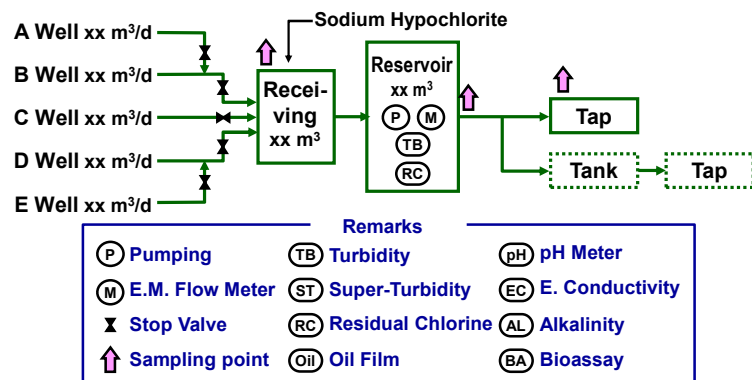 Sodium Hypochlorite
A Well xx m³/d
B Well xx m³/d
C Well xx m³/d
D Well xx m³/d
E Well xx m³/d
Recei-
ving
xx m³
Reservoir
xx m³
P
M
TB
RC
Tap
Tank
Tap
Remarks
P Pumping
TB Turbidity
pH pH Meter
M E.M. Flow Meter
ST Super-Turbidity
EC E. Conductivity
Stop Valve
RC Residual Chlorine
AL Alkalinity
Sampling point
Oil Oil Film
BA Bioassay